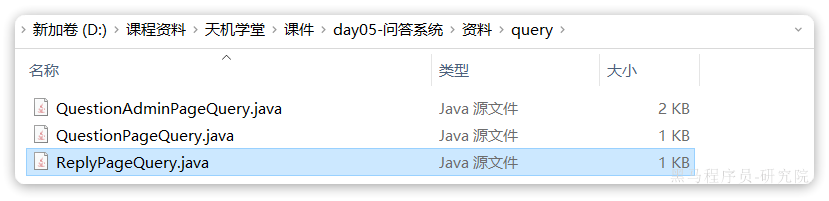 新加卷 (D:) › 课程资料 › 天机学堂 › 课件 › day05-问答系统 › 资料 › query ›
名称 类型 大小
QuestionAdminPageQuery.java Java 源文件 2 KB
QuestionPageQuery.java Java 源文件 1 KB
ReplyPageQuery.java Java 源文件 1 KB
黑马程序员-研究院